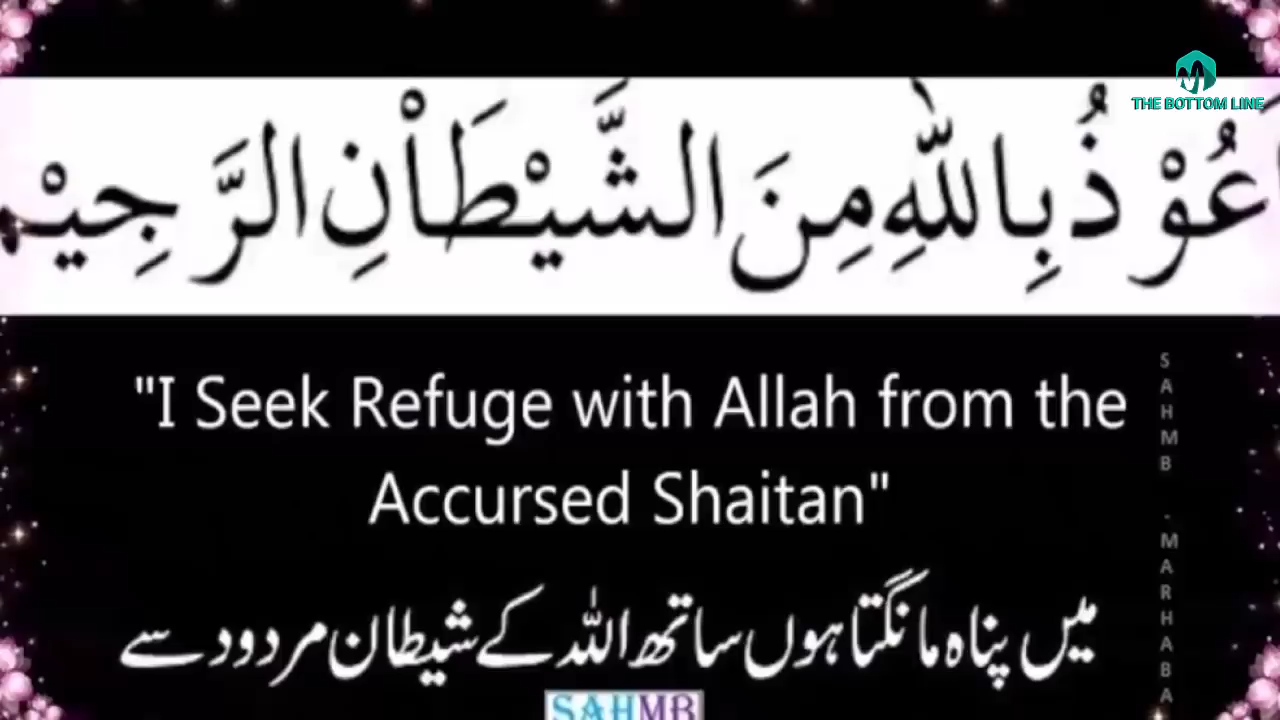 THE BOTTOM LINE
عُوْذُ بِاللّٰهِ مِنَ الشَّيْطَاْنِ الرَّجِيْم
"I Seek Refuge with Allah from the
Accursed Shaitan"
میں پناہ مانگتا ہوں ساتھ اللہ کے شیطان مردود سے
SAHMB - MARHABA
SAHMB